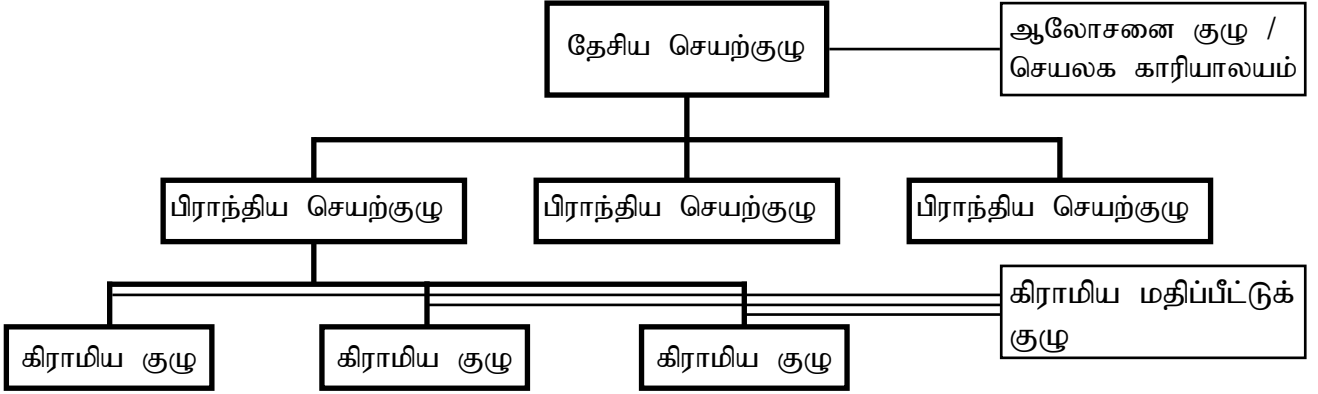 தேசிய செயற்குழு
ஆலோசனை குழு /
செயலக காரியாலயம்
பிராந்திய செயற்குழு
பிராந்திய செயற்குழு
பிராந்திய செயற்குழு
கிராமிய மதிப்பீட்டுக்
குழு
கிராமிய குழு
கிராமிய குழு
கிராமிய குழு